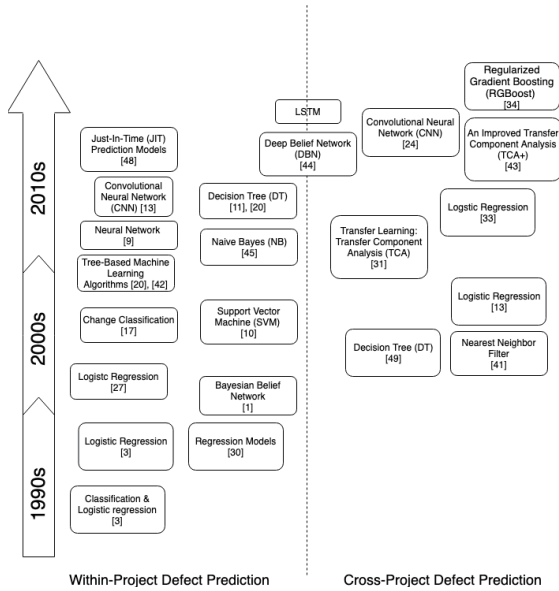 2010s
2000s
1990s
Just-In-Time (JIT)
Prediction Models
[48]
Convolutional
Neural Network
(CNN) [13]
Neural Network
[9]
Tree-Based Machine
Learning
Algorithms [20], [42]
Change Classification
[17]
Logistc Regression
[27]
Logistic Regression
[3]
Classification &
Logistic regression
[3]
LSTM
Deep Belief Network
(DBN)
[44]
Decision Tree (DT)
[11], [20]
Naive Bayes (NB)
[45]
Support Vector
Machine (SVM)
[10]
Bayesian Belief
Network
[1]
Regression Models
[30]
Convolutional Neural
Network (CNN)
[24]
Transfer Learning:
Transfer Component
Analysis (TCA)
[31]
Decision Tree (DT)
[49]
Regularized
Gradient Boosting
(RGBoost)
[34]
An Improved Transfer
Component Analysis
(TCA+)
[43]
Logstic Regression
[33]
Logistic Regression
[13]
Nearest Neighbor
Filter
[41]
Within-Project Defect Prediction
Cross-Project Defect Prediction